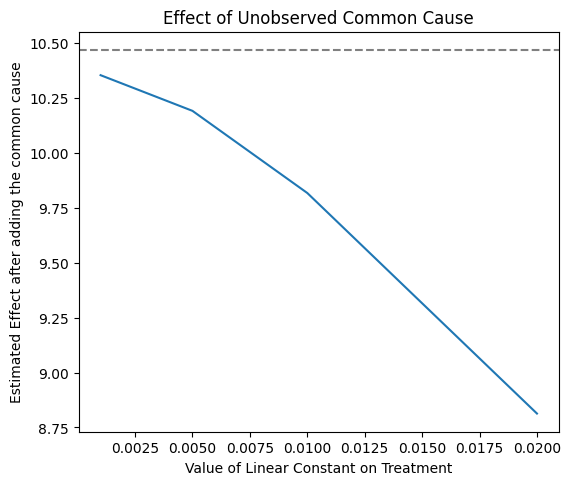 Effect of Unobserved Common Cause
Estimated Effect after adding the common cause
10.50
10.25
10.00
9.75
9.50
9.25
9.00
8.75
0.0025 0.0050 0.0075 0.0100 0.0125 0.0150 0.0175 0.0200
Value of Linear Constant on Treatment